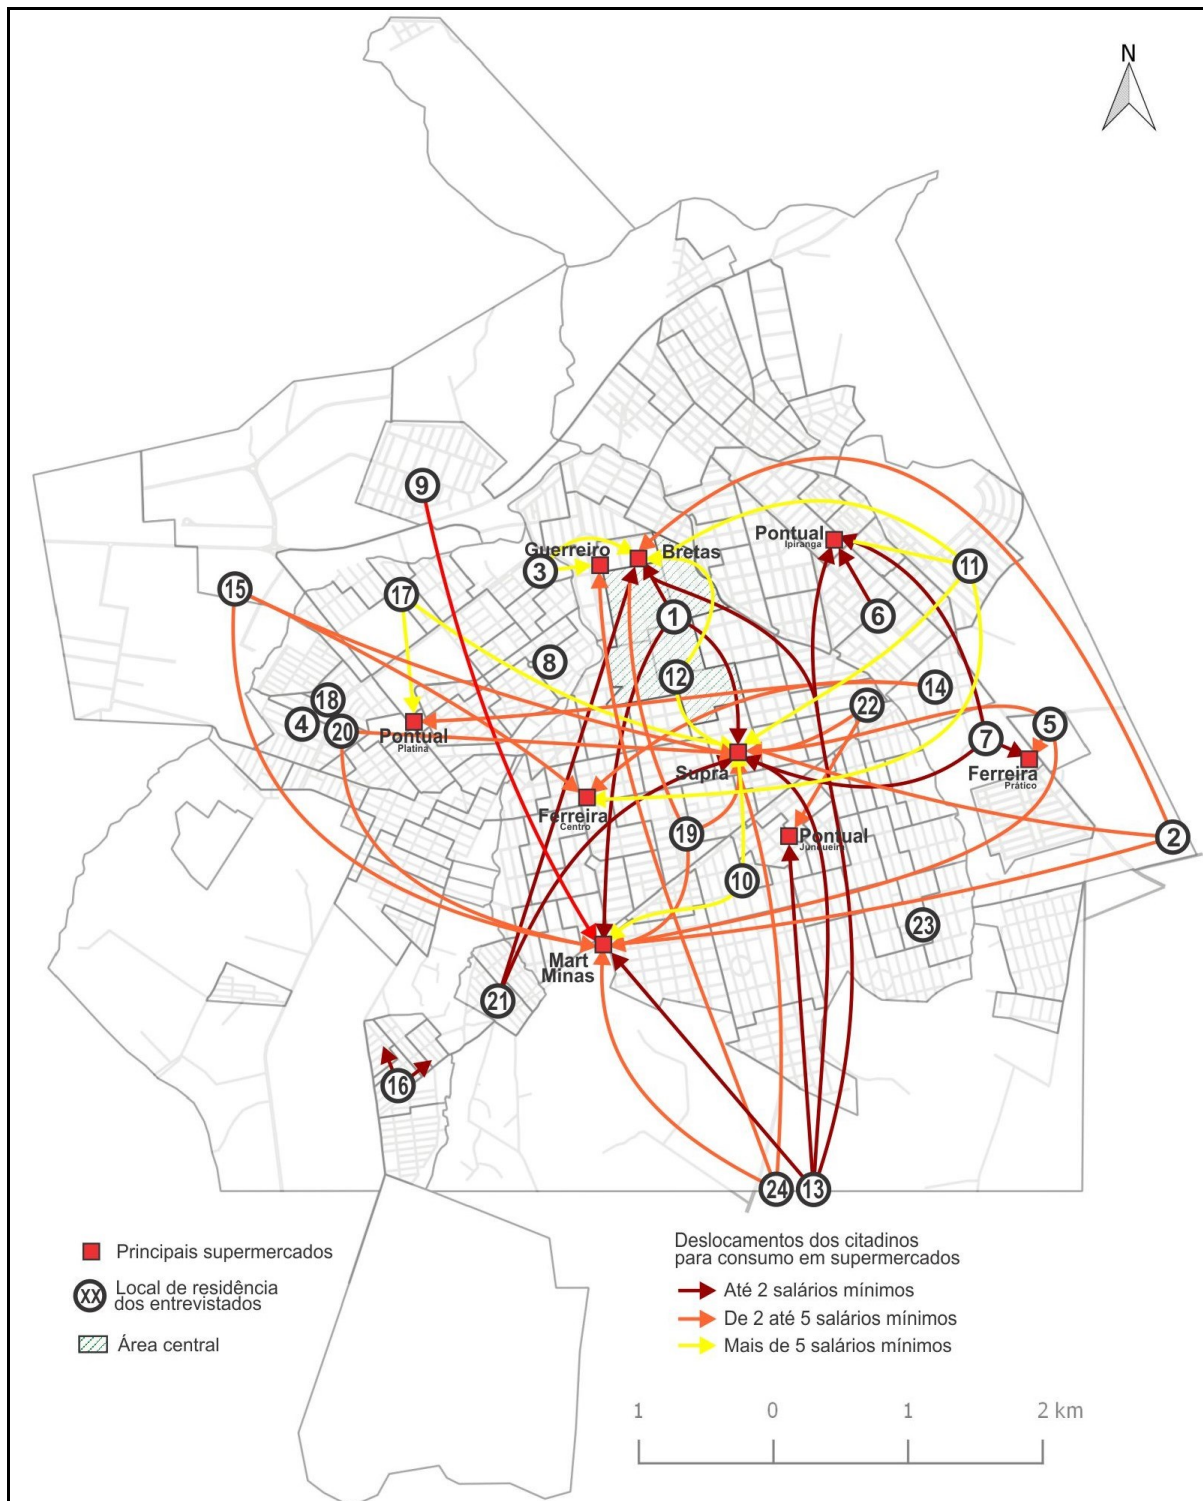 N
9
Guerreiro
Bretas
Pontual
Ipiranga
3
11
15
17
1
6
8
12
14
18
4
20
22
5
7
Pontual
Platina
Supra
Ferreira
Prático
Ferreira
Centro
19
Pontual
Junqueira
2
10
23
Mart
Minas
21
16
24
13
Principais supermercados
XX
Local de residência
dos entrevistados
Área central
Deslocamentos dos citadinos
para consumo em supermercados
Até 2 salários mínimos
De 2 até 5 salários mínimos
Mais de 5 salários mínimos
1
0
1
2 km